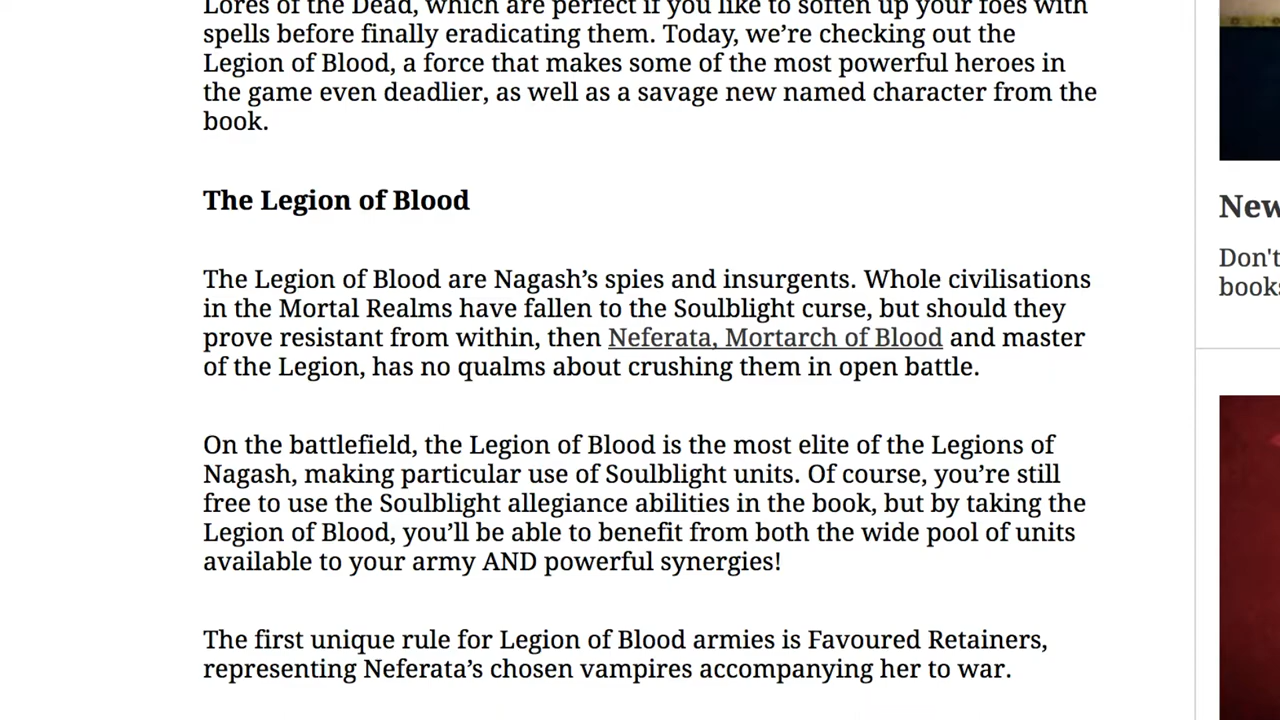 Lores of the Dead, which are perfect if you like to soften up your foes with
spells before finally eradicating them. Today, we’re checking out the
Legion of Blood, a force that makes some of the most powerful heroes in
the game even deadlier, as well as a savage new named character from the
book.
The Legion of Blood
The Legion of Blood are Nagash’s spies and insurgents. Whole civilisations
in the Mortal Realms have fallen to the Soulblight curse, but should they
prove resistant from within, then Neferata, Mortarch of Blood and master
of the Legion, has no qualms about crushing them in open battle.
On the battlefield, the Legion of Blood is the most elite of the Legions of
Nagash, making particular use of Soulblight units. Of course, you’re still
free to use the Soulblight allegiance abilities in the book, but by taking the
Legion of Blood, you’ll be able to benefit from both the wide pool of units
available to your army AND powerful synergies!
The first unique rule for Legion of Blood armies is Favoured Retainers,
representing Neferata’s chosen vampires accompanying her to war.
New
Don't
books